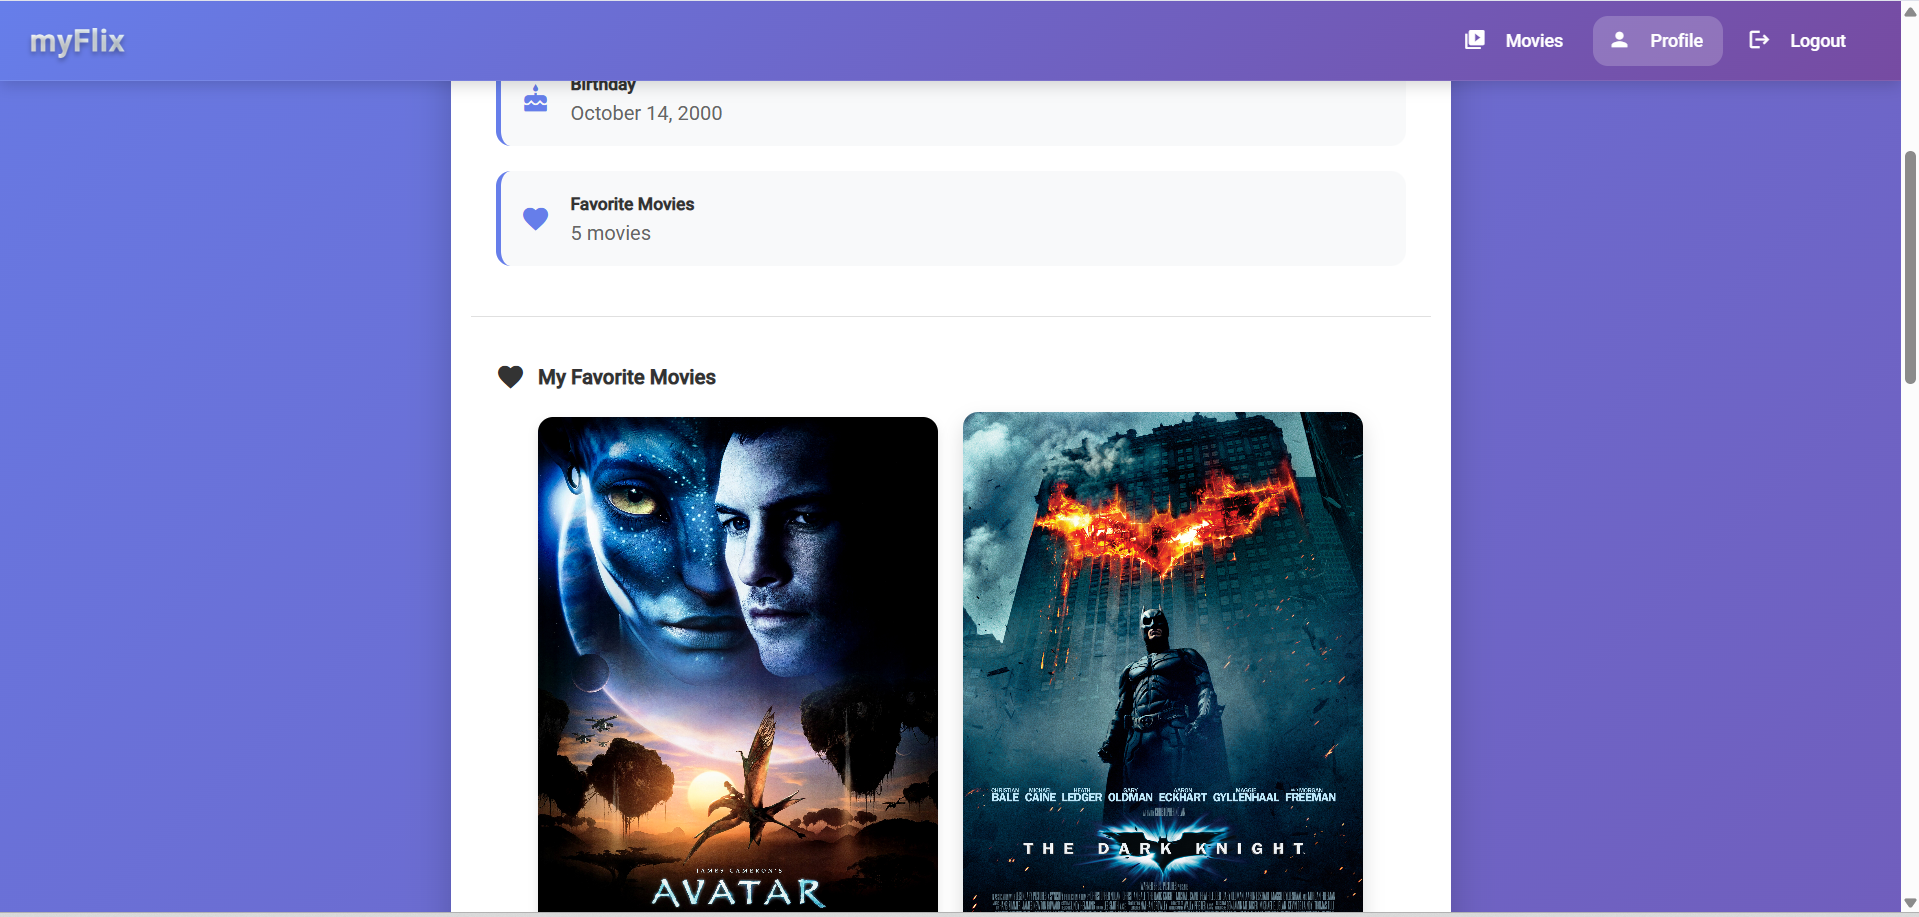 myFlix
Movies
Profile
Logout
Birthday
October 14, 2000
Favorite Movies
5 movies
My Favorite Movies
JAMES CAMERON'S
AVATAR
CHRISTIAN BALE MICHAEL CAINE HEATH LEDGER GARY OLDMAN AARON ECKHART MAGGIE GYLLENHAAL MORGAN FREEMAN
THE DARK KNIGHT